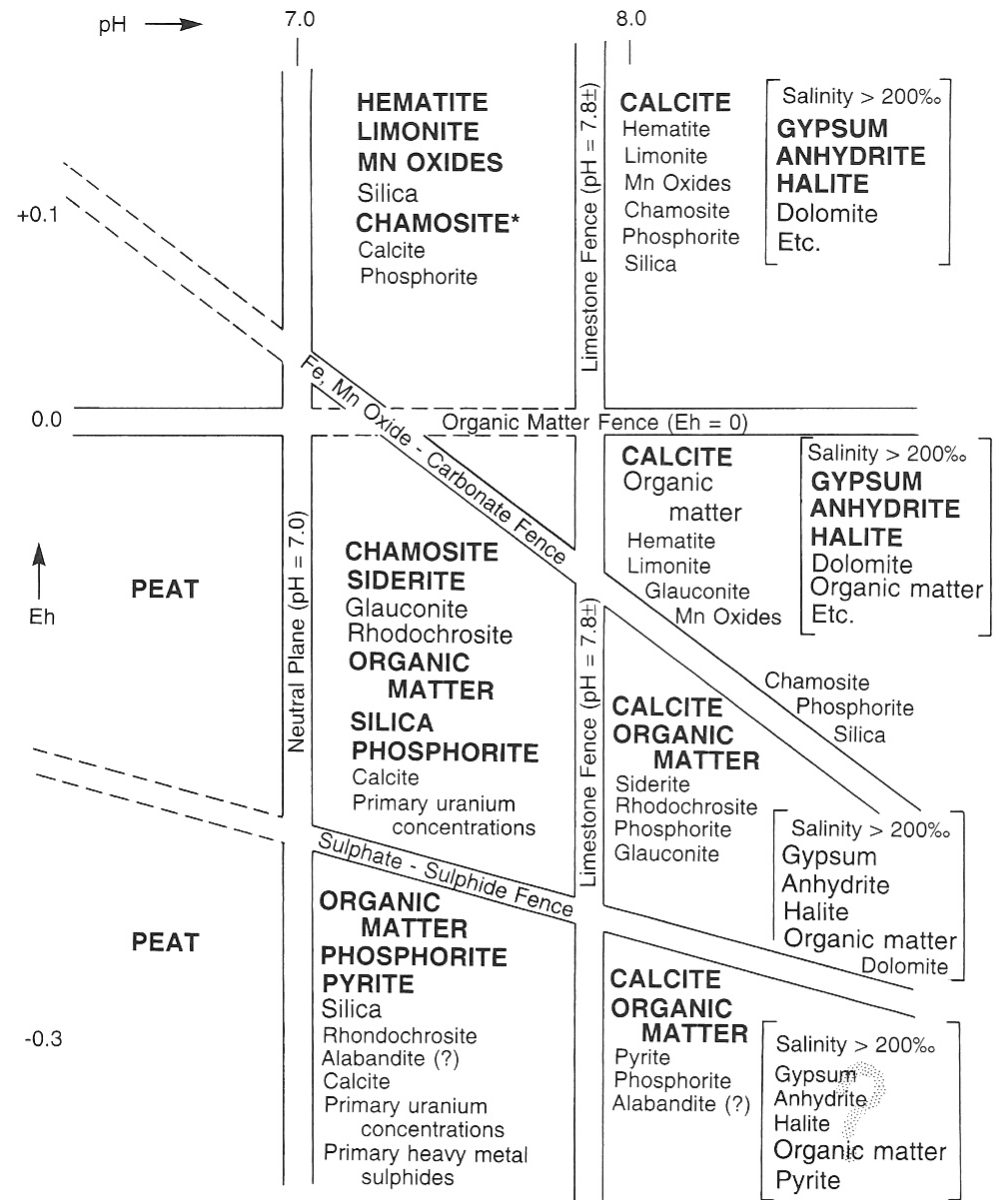 pH
7.0
8.0
+0.1
0.0
Eh
-0.3
HEMATITE
LIMONITE
MN OXIDES
Silica
CHAMOSITE*
Calcite
Phosphorite
Limestone Fence (pH = 7.8±)
CALCITE
Hematite
Limonite
Mn Oxides
Chamosite
Phosphorite
Silica
Salinity > 200‰
GYPSUM
ANHYDRITE
HALITE
Dolomite
Etc.
Fe, Mn Oxide - Carbonate Fence
Organic Matter Fence (Eh = 0)
PEAT
Neutral Plane (pH = 7.0)
CHAMOSITE
SIDERITE
Glauconite
Rhodochrosite
ORGANIC
MATTER
SILICA
PHOSPHORITE
Calcite
Primary uranium
concentrations
CALCITE
Organic
matter
Hematite
Limonite
Glauconite
Mn Oxides
Chamosite
Phosphorite
Silica
Salinity > 200‰
GYPSUM
ANHYDRITE
HALITE
Dolomite
Organic matter
Etc.
Limestone Fence (pH = 7.8±)
CALCITE
ORGANIC
MATTER
Siderite
Rhodochrosite
Phosphorite
Glauconite
Salinity > 200‰
Gypsum
Anhydrite
Halite
Organic matter
Dolomite
Sulphate - Sulphide Fence
PEAT
ORGANIC
MATTER
PHOSPHORITE
PYRITE
Silica
Rhondochrosite
Alabandite (?)
Calcite
Primary uranium
concentrations
Primary heavy metal
sulphides
CALCITE
ORGANIC
MATTER
Pyrite
Phosphorite
Alabandite (?)
Salinity > 200‰
Gypsum
Anhydrite
Halite
Organic matter
Pyrite
?